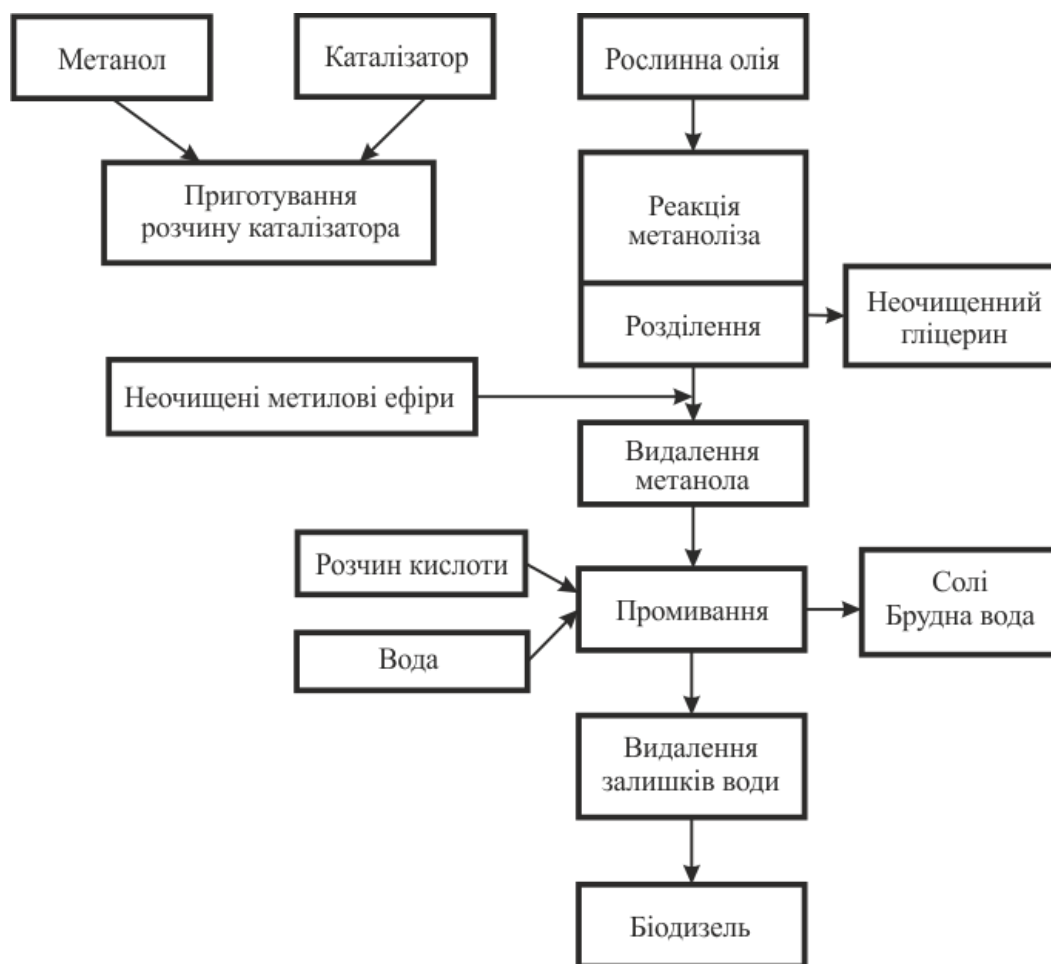 Метанол
Каталізатор
Рослинна олія
Приготування
розчину каталізатора
Реакція
метаноліза
Розділення
Неочищенний
гліцерин
Неочищені метилові ефіри
Видалення
метанола
Розчин кислоти
Вода
Промивання
Солі
Брудна вода
Видалення
залишків води
Біодизель